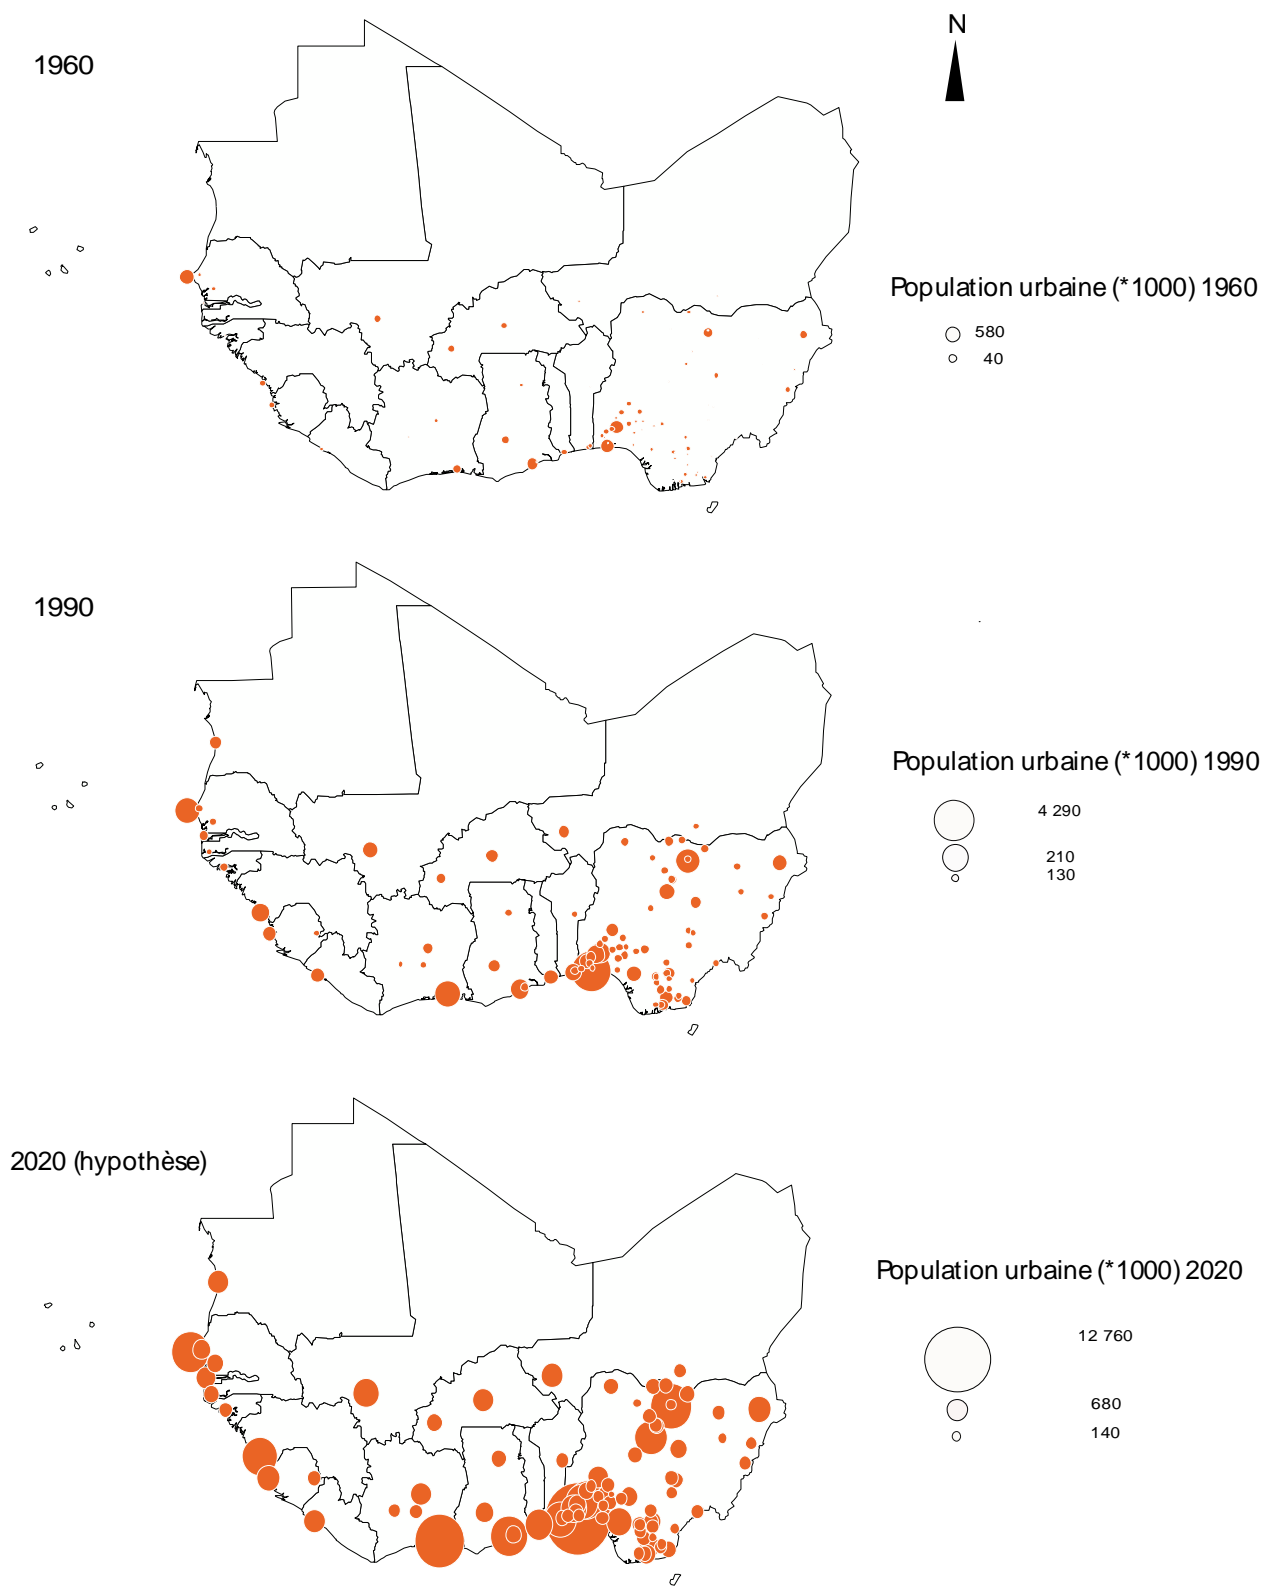 N
1960
Population urbaine (*1000) 1960
580
40
1990
Population urbaine (*1000) 1990
4 290
210
130
2020 (hypothèse)
Population urbaine (*1000) 2020
12 760
680
140